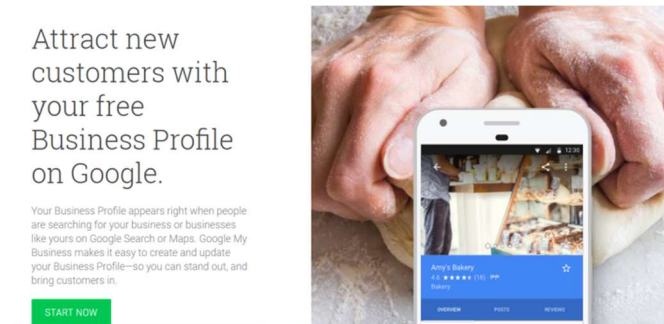 Attract new
customers with
your free
Business Profile
on Google.
Your Business Profile appears right when people
are searching for your business or businesses
like yours on Google Search or Maps. Google My
Business makes it easy to create and update
your Business Profile—so you can stand out, and
bring customers in.
START NOW
12:30
Amy's Bakery
4.6 ★★★★★ (16)
Bakery
OVERVIEW POSTS REVIEWS